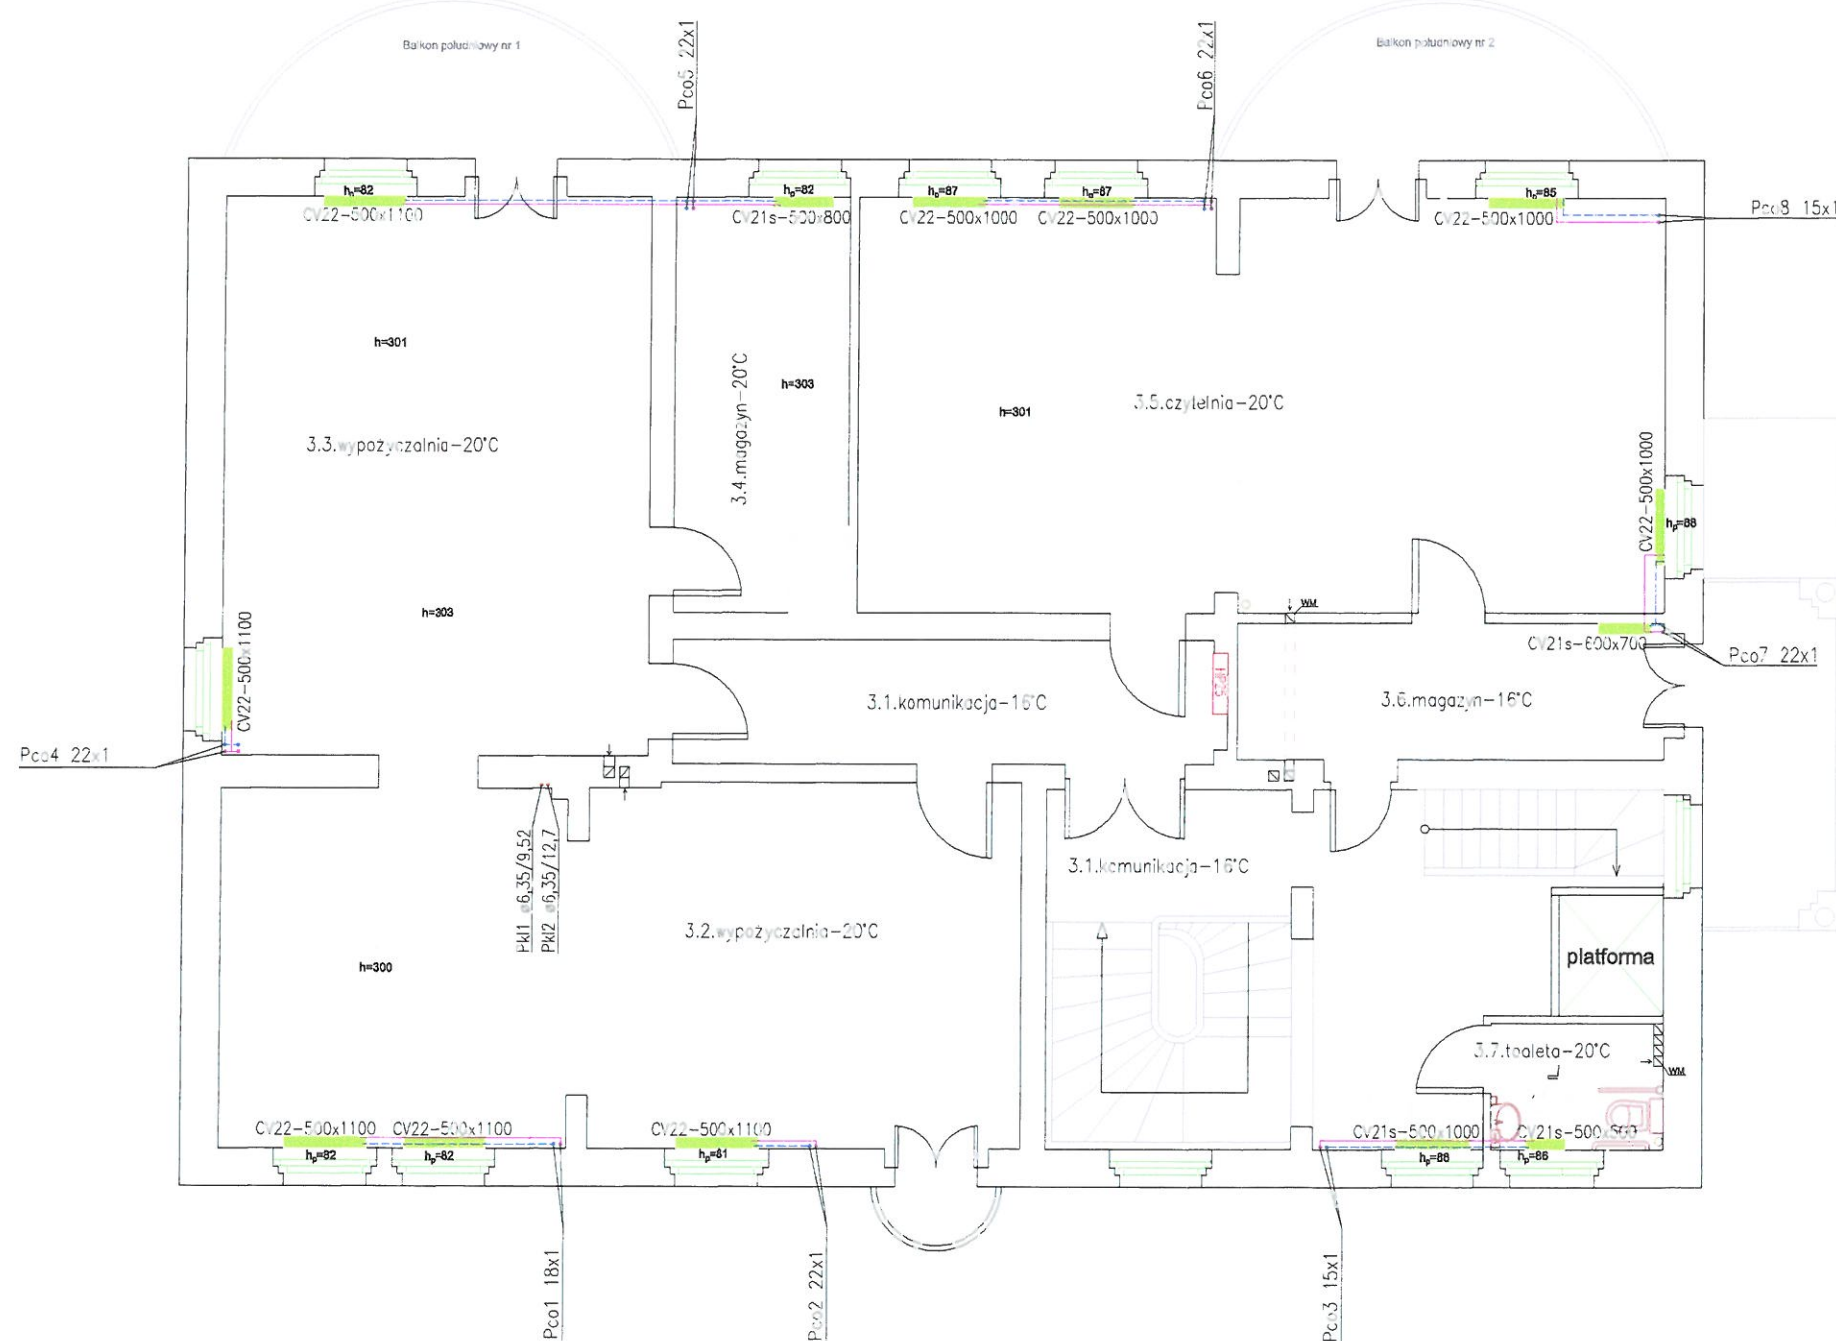 Balkon południowy nr 1
Pco5 22x1
Pco6 22x1
Balkon południowy nr 2
hp=82
CV22-500x1100
hp=82
CV21s-500x800
hp=87
CV22-500x1000
hp=87
CV22-500x1000
hp=85
CV22-500x1000
Pco8 15x1
h=301
3.3.wypożyczalnia-20°C
3.4.magazyn-20°C
h=303
h=301
3.5.czytelnia-20°C
CV22-500x1000
hp=88
h=303
CV22-500x1100
Pco4 22x1
3.1.komunikacja-16°C
HP25
WM
CV21s-600x700
Pco7 22x1
3.6.magazyn-16°C
Pkl1 ø6,35/9,52
Pkl2 ø6,35/12,7
3.2.wypożyczalnia-20°C
h=300
3.1.komunikacja-16°C
platforma
3.7.toaleta-20°C
WM
CV22-500x1100
hp=82
CV22-500x1100
hp=82
CV22-500x1100
hp=81
CV21s-500x1000
hp=86
hp=86
Pco1 18x1
Pco2 22x1
Pco3 15x1